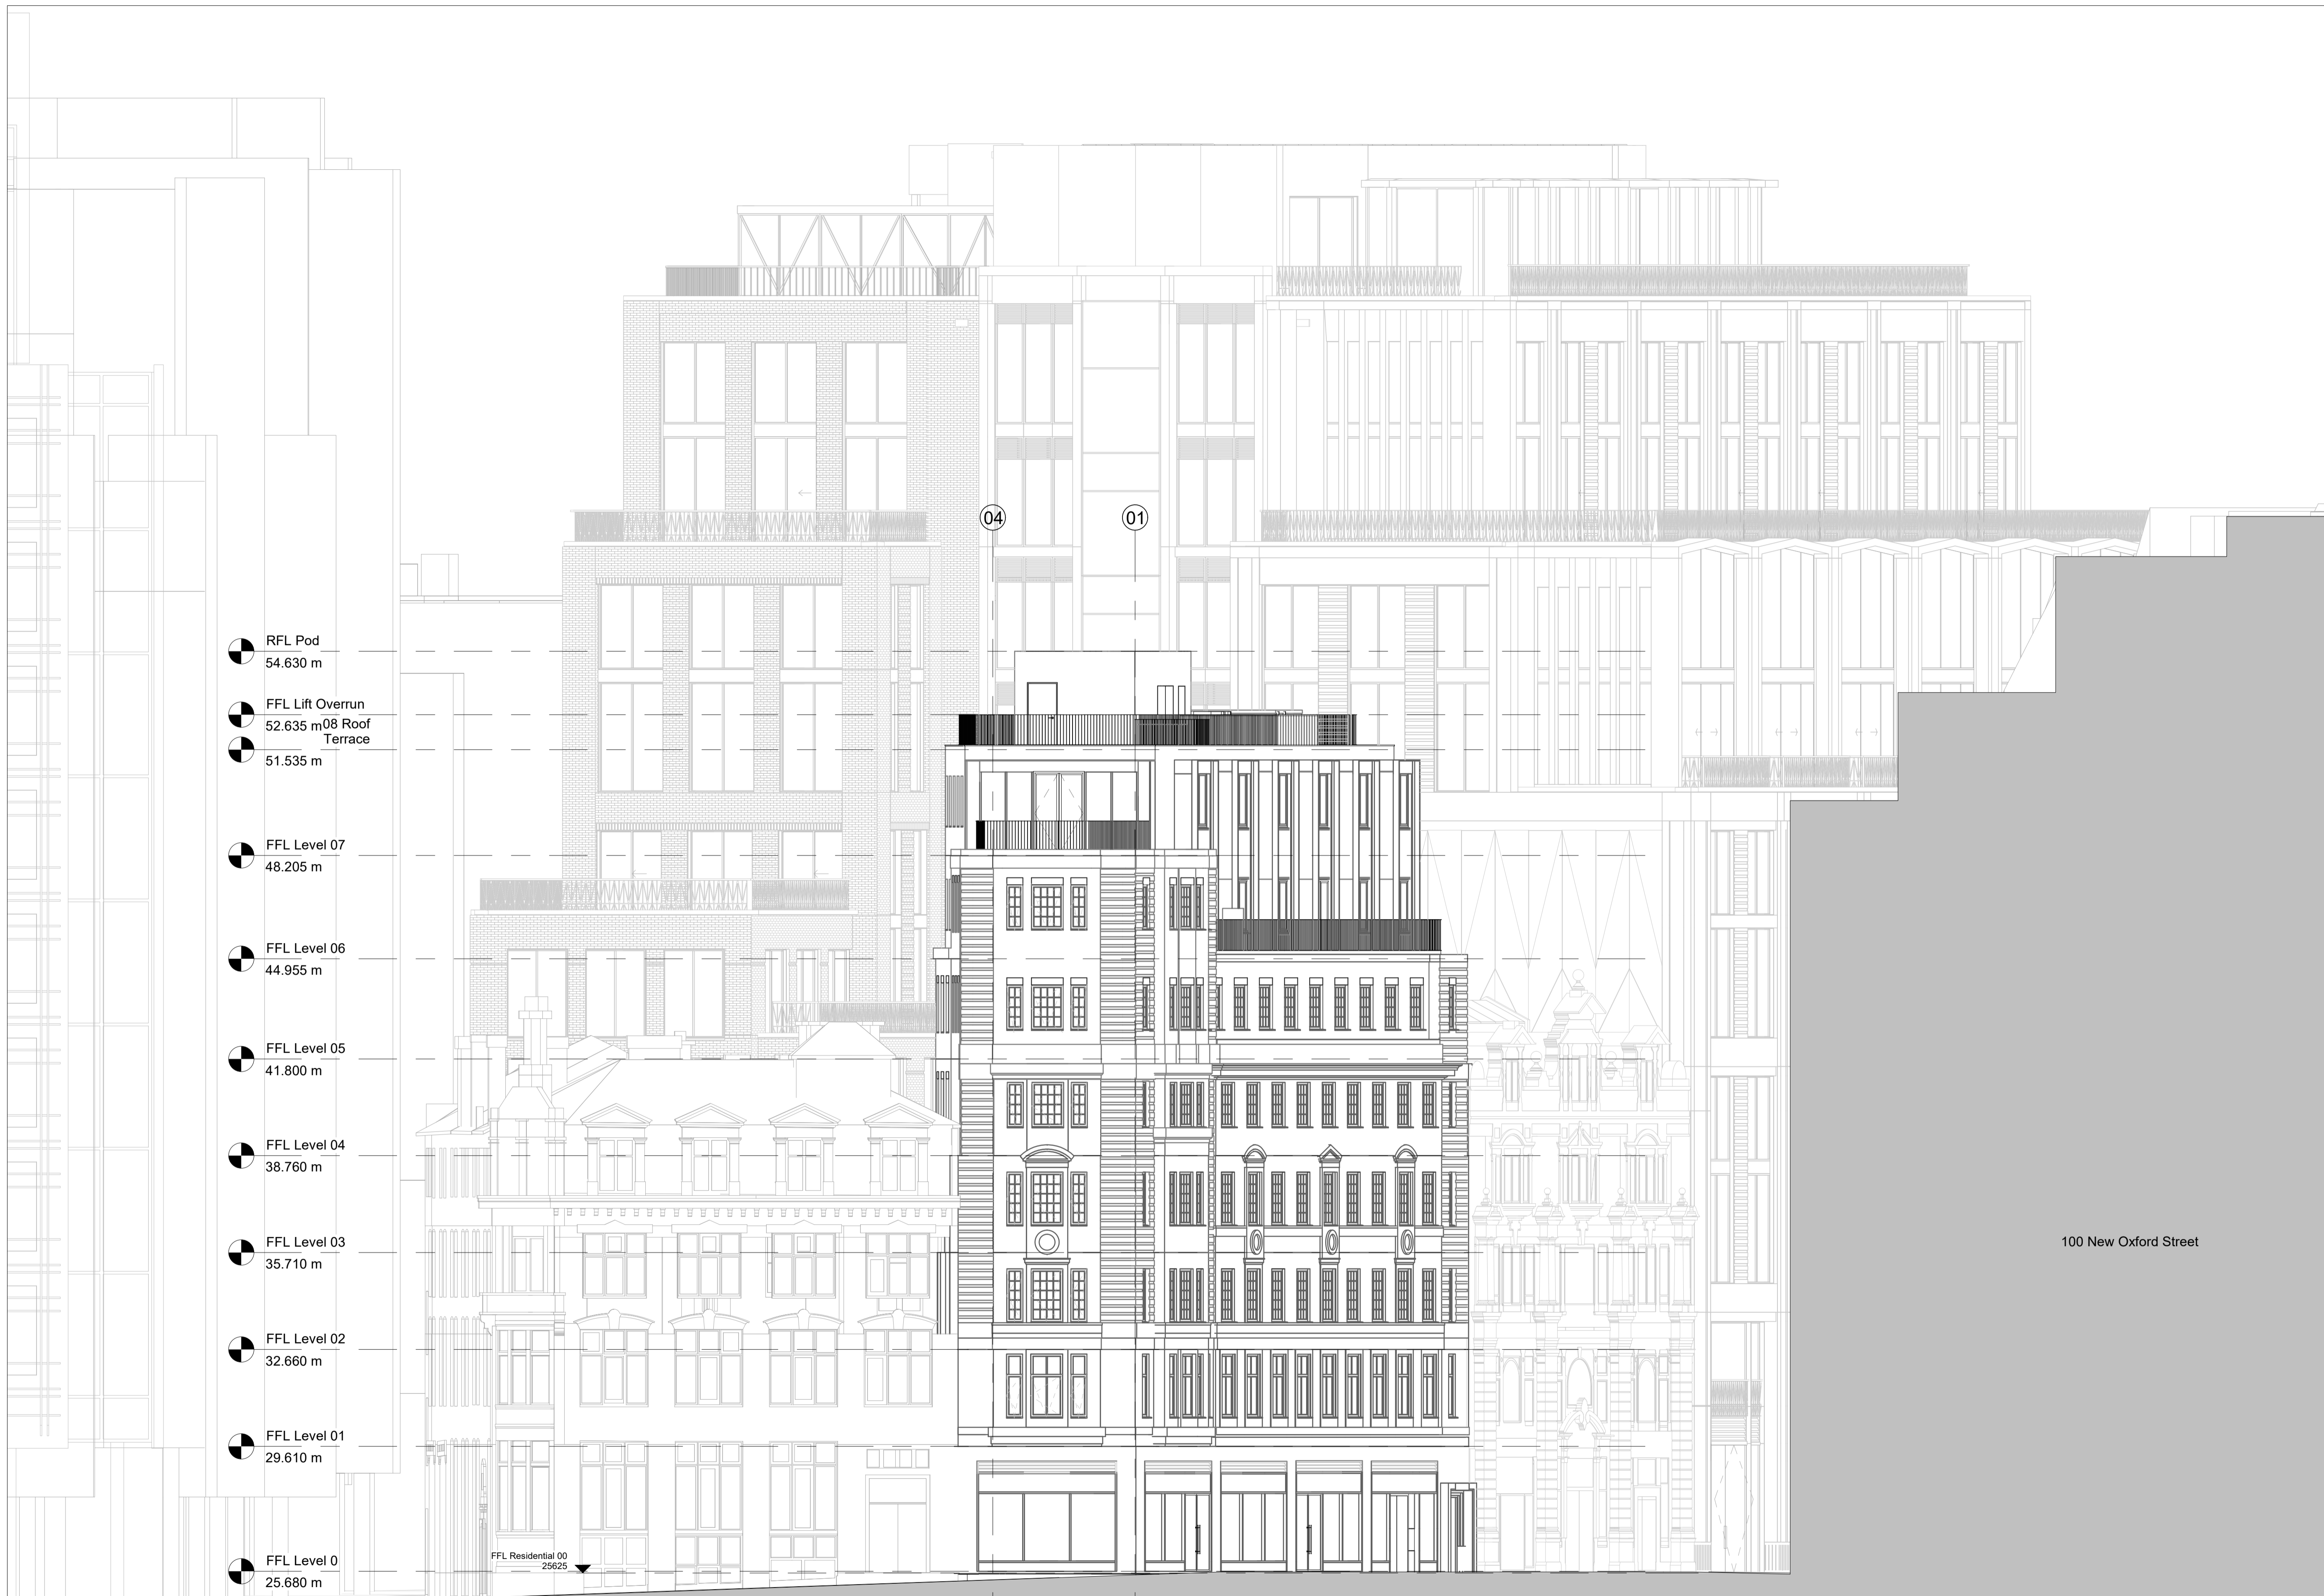 04
01
RFL Pod
54.630 m
FFL Lift Overrun
52.635 m
08 Roof
Terrace
51.535 m
FFL Level 07
48.205 m
FFL Level 06
44.955 m
FFL Level 05
41.800 m
FFL Level 04
38.760 m
FFL Level 03
35.710 m
100 New Oxford Street
FFL Level 02
32.660 m
FFL Level 01
29.610 m
FFL Residential 00
25625
FFL Level 0
25.680 m